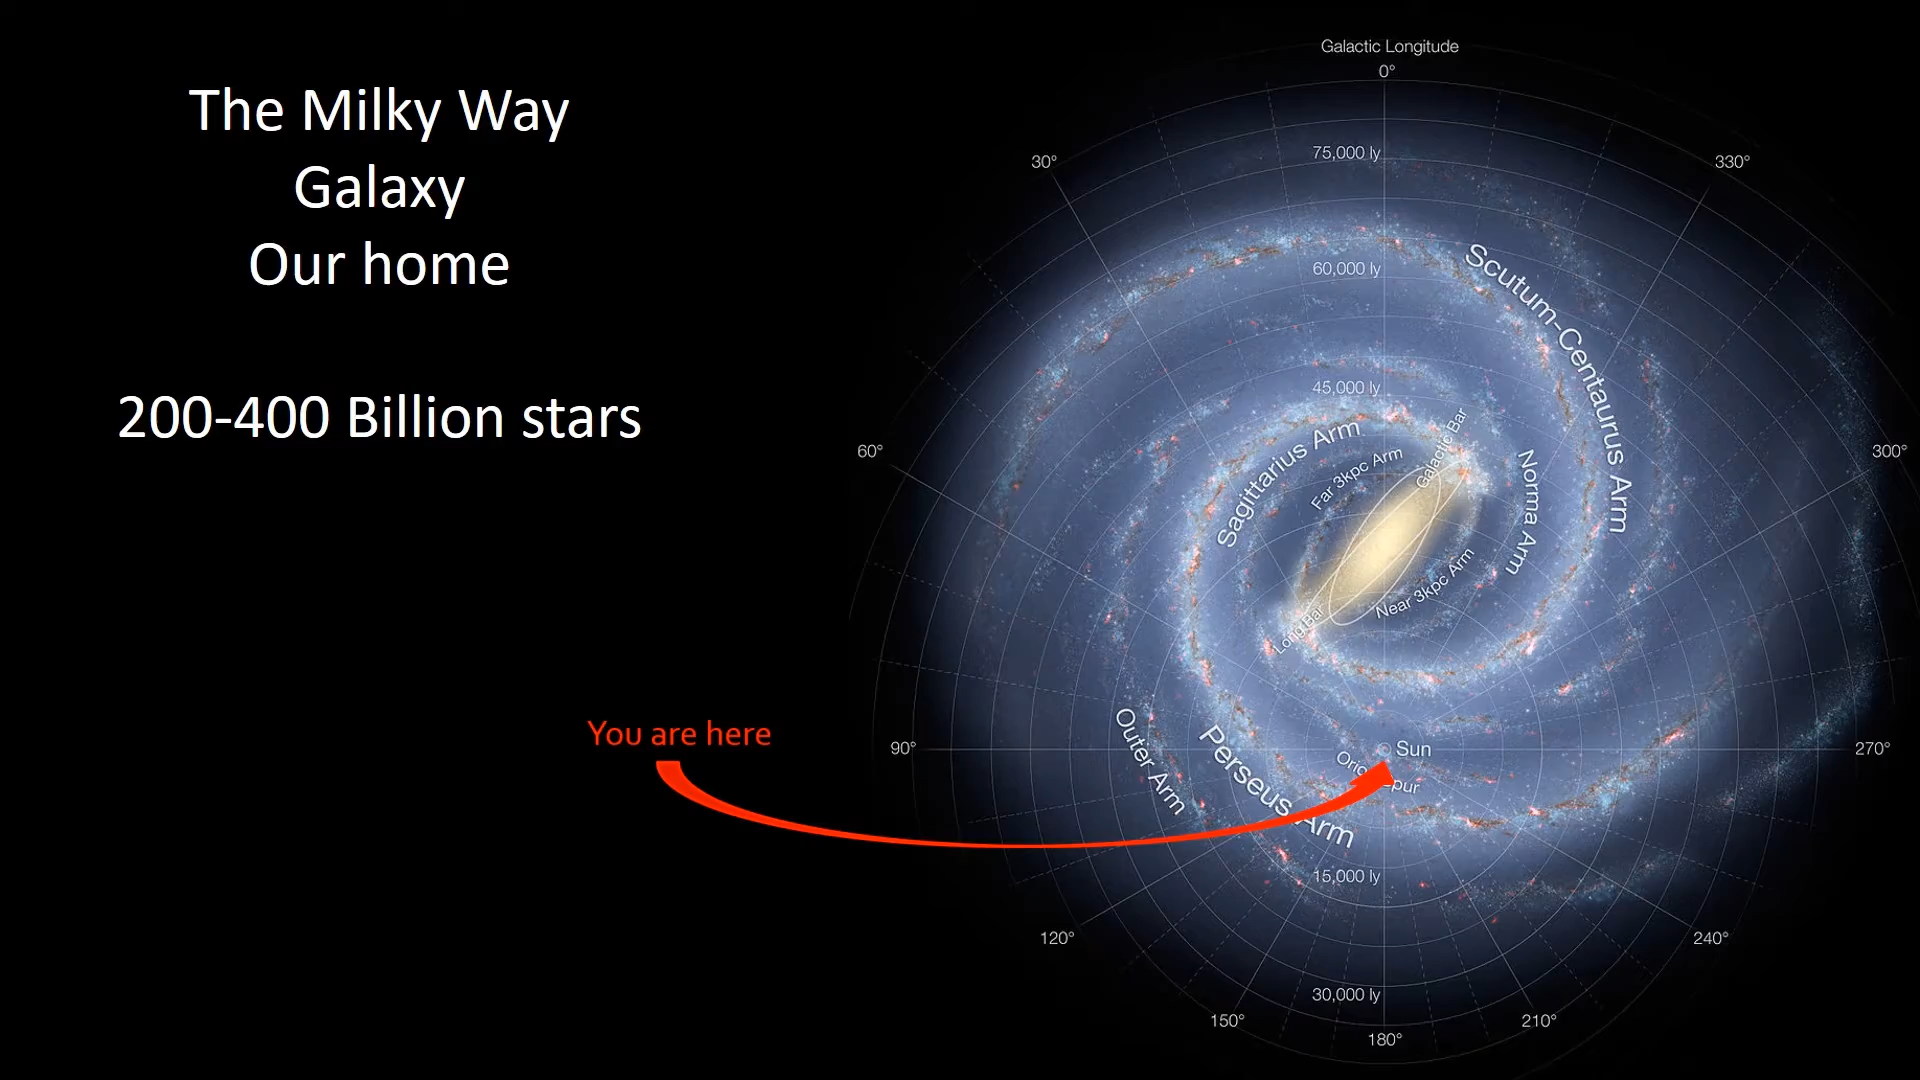 The Milky Way
Galaxy
Our home
200-400 Billion stars
You are here
Galactic Longitude
0°
30°
330°
75,000 ly
60,000 ly
45,000 ly
60°
300°
Scutum-Centaurus Arm
Sagittarius Arm
Far 3kpc Arm
Galactic Bar
Norma Arm
Near 3kpc Arm
Long Bar
Outer Arm
Perseus Arm
90°
Sun
270°
15,000 ly
120°
240°
30,000 ly
150°
210°
180°